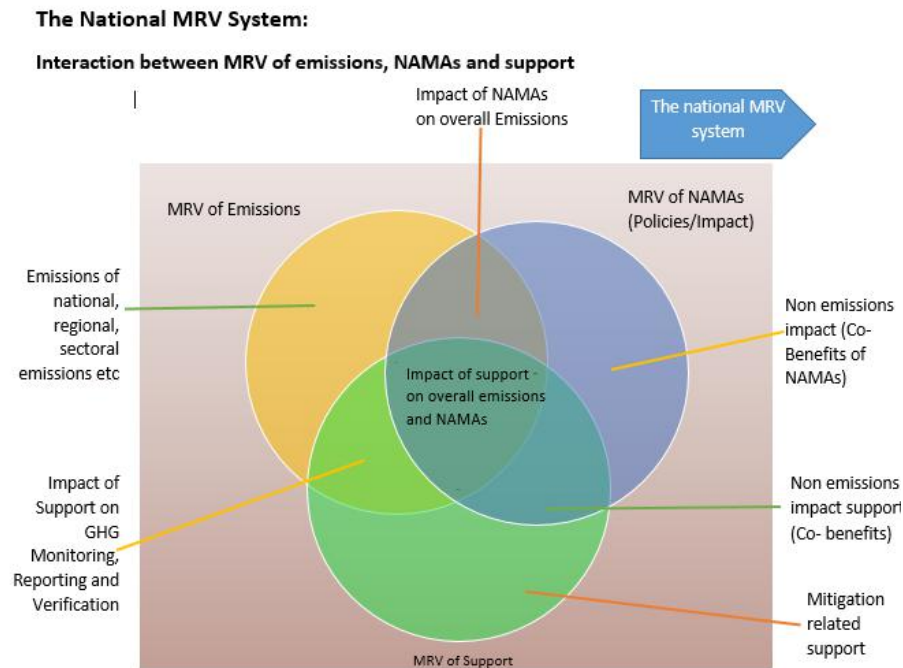 The National MRV System:
Interaction between MRV of emissions, NAMAs and support
Impact of NAMAs
on overall Emissions
The national MRV
system
MRV of Emissions
MRV of NAMAs
(Policies/Impact)
Emissions of
national,
regional,
sectoral
emissions etc
Non emissions
impact (Co-
Benefits of
NAMAs)
Impact of support -
on overall emissions
and NAMAs
Impact of
Support on
GHG
Monitoring,
Reporting and
Verification
Non emissions
impact support
(Co- benefits)
Mitigation
related
support
MRV of Support